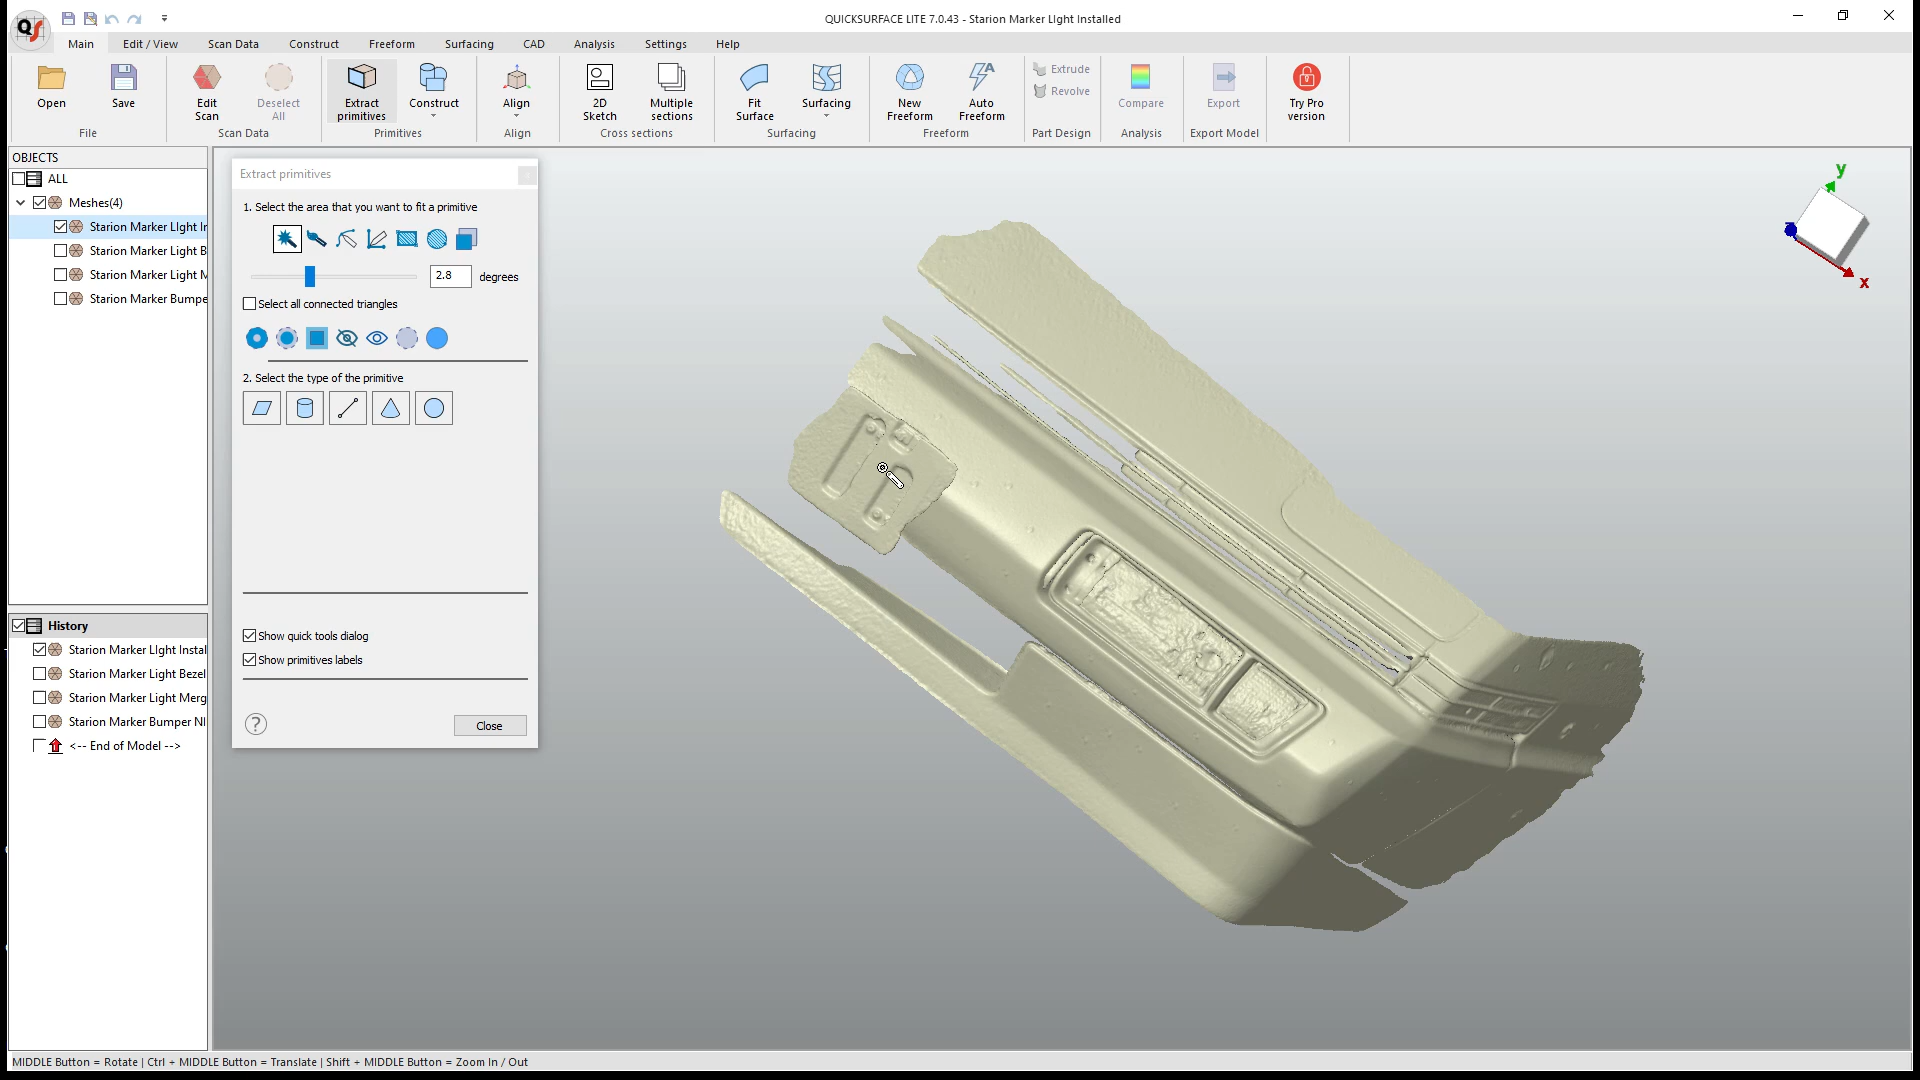 QUICKSURFACE LITE 7.0.43 - Starion Marker LIght Installed
QS
Main Edit / View Scan Data Construct Freeform Surfacing CAD Analysis Settings Help
Open Save Edit Scan Deselect All Extract primitives Construct Align 2D Sketch Multiple sections Fit Surface Surfacing New Freeform Auto Freeform Extrude Revolve Compare Export Try Pro version
File Scan Data Primitives Align Cross sections Surfacing Freeform Part Design Analysis Export Model
OBJECTS
ALL
Meshes(4)
Starion Marker LIght Ir
Starion Marker Light B
Starion Marker Light M
Starion Marker Bumpe
History
Starion Marker LIght Instal
Starion Marker Light Bezel
Starion Marker Light Merg
Starion Marker Bumper NI
<-- End of Model -->
Extract primitives
1. Select the area that you want to fit a primitive
2.8 degrees
Select all connected triangles
2. Select the type of the primitive
Show quick tools dialog
Show primitives labels
? Close
y
x
MIDDLE Button = Rotate | Ctrl + MIDDLE Button = Translate | Shift + MIDDLE Button = Zoom In / Out